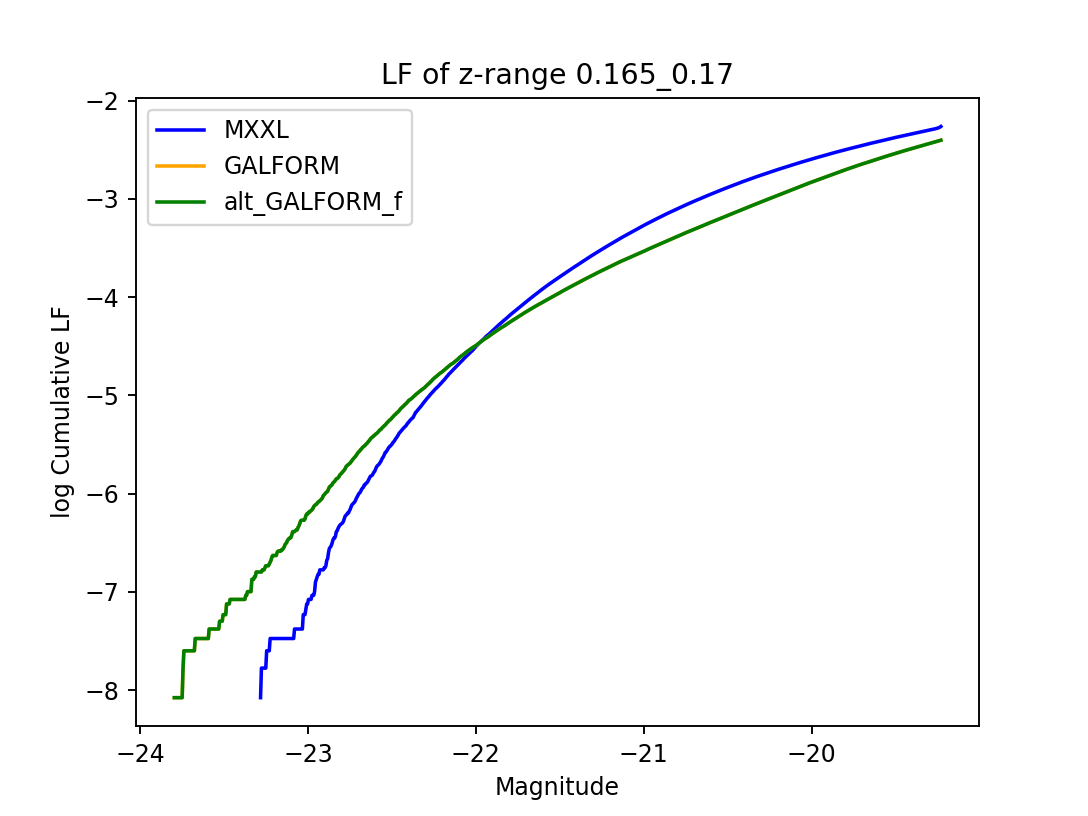 LF of z-range 0.165_0.17
MXXL
GALFORM
alt_GALFORM_f
log Cumulative LF
−2
−3
−4
−5
−6
−7
−8
−24
−23
−22
−21
−20
Magnitude